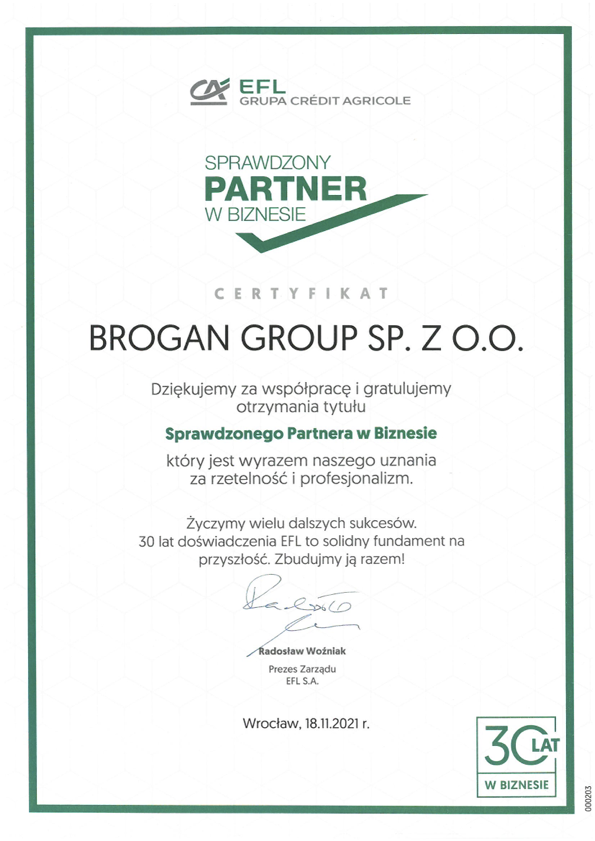 CA EFL
GRUPA CRÉDIT AGRICOLE
SPRAWDZONY
PARTNER
W BIZNESIE
CERTYFIKAT
BROGAN GROUP SP. Z O.O.
Dziękujemy za współpracę i gratulujemy
otrzymania tytułu
Sprawdzonego Partnera w Biznesie
który jest wyrazem naszego uznania
za rzetelność i profesjonalizm.
Życzymy wielu dalszych sukcesów.
30 lat doświadczenia EFL to solidny fundament na
przyszłość. Zbudujmy ją razem!
Radosław Woźniak
Prezes Zarządu
EFL S.A.
Wrocław, 18.11.2021 r.
30 LAT
W BIZNESIE
000203